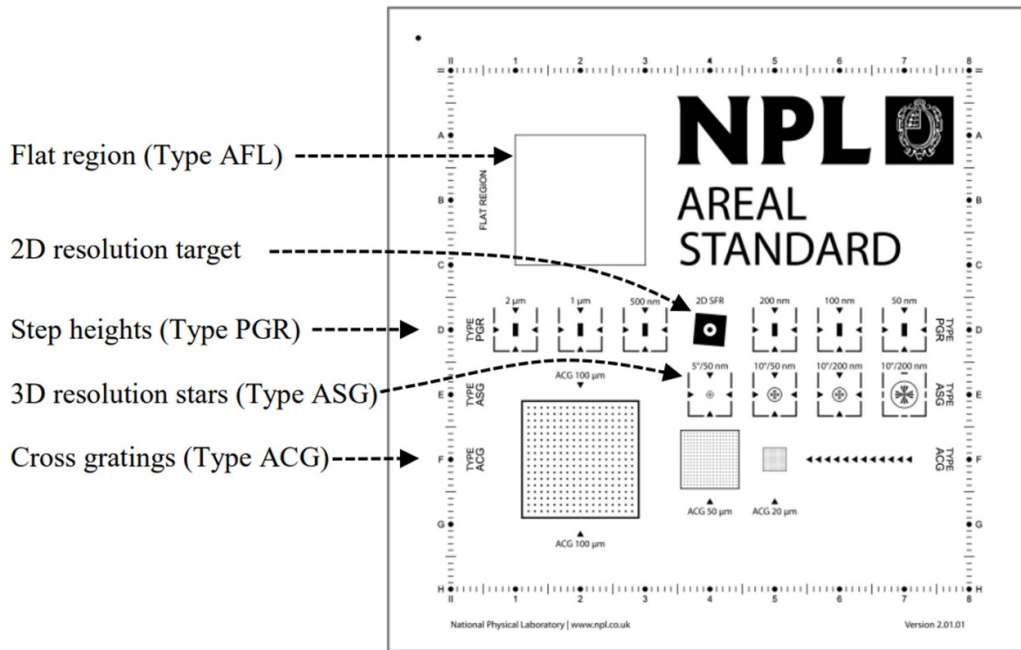 II 1 2 3 4 5 6 7 8
Flat region (Type AFL)
2D resolution target
Step heights (Type PGR)
3D resolution stars (Type ASG)
Cross gratings (Type ACG)
A
B
C
D
E
F
G
H
FLAT REGION
NPL
AREAL
STANDARD
2 µm 1 µm 500 nm 2D SFR 200 nm 100 nm 50 nm
TYPE
PGR
TYPE
PGR
ACG 100 µm
5"/50 nm 10"/50 nm 10"/200 nm 10"/200 nm
TYPE
ASG
TYPE
ASG
TYPE
ACG
TYPE
ACG
ACG 50 µm ACG 20 µm
ACG 100 µm
A
B
C
D
E
F
G
H
II 1 2 3 4 5 6 7 8
National Physical Laboratory | www.npl.co.uk
Version 2.01.01